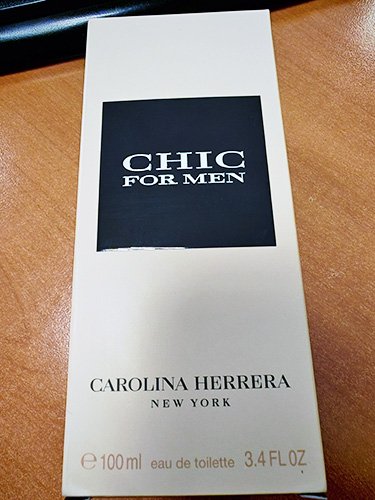 CHIC
FOR MEN
CAROLINA HERRERA
NEW YORK
℮ 100 ml eau de toilette 3.4 FL OZ